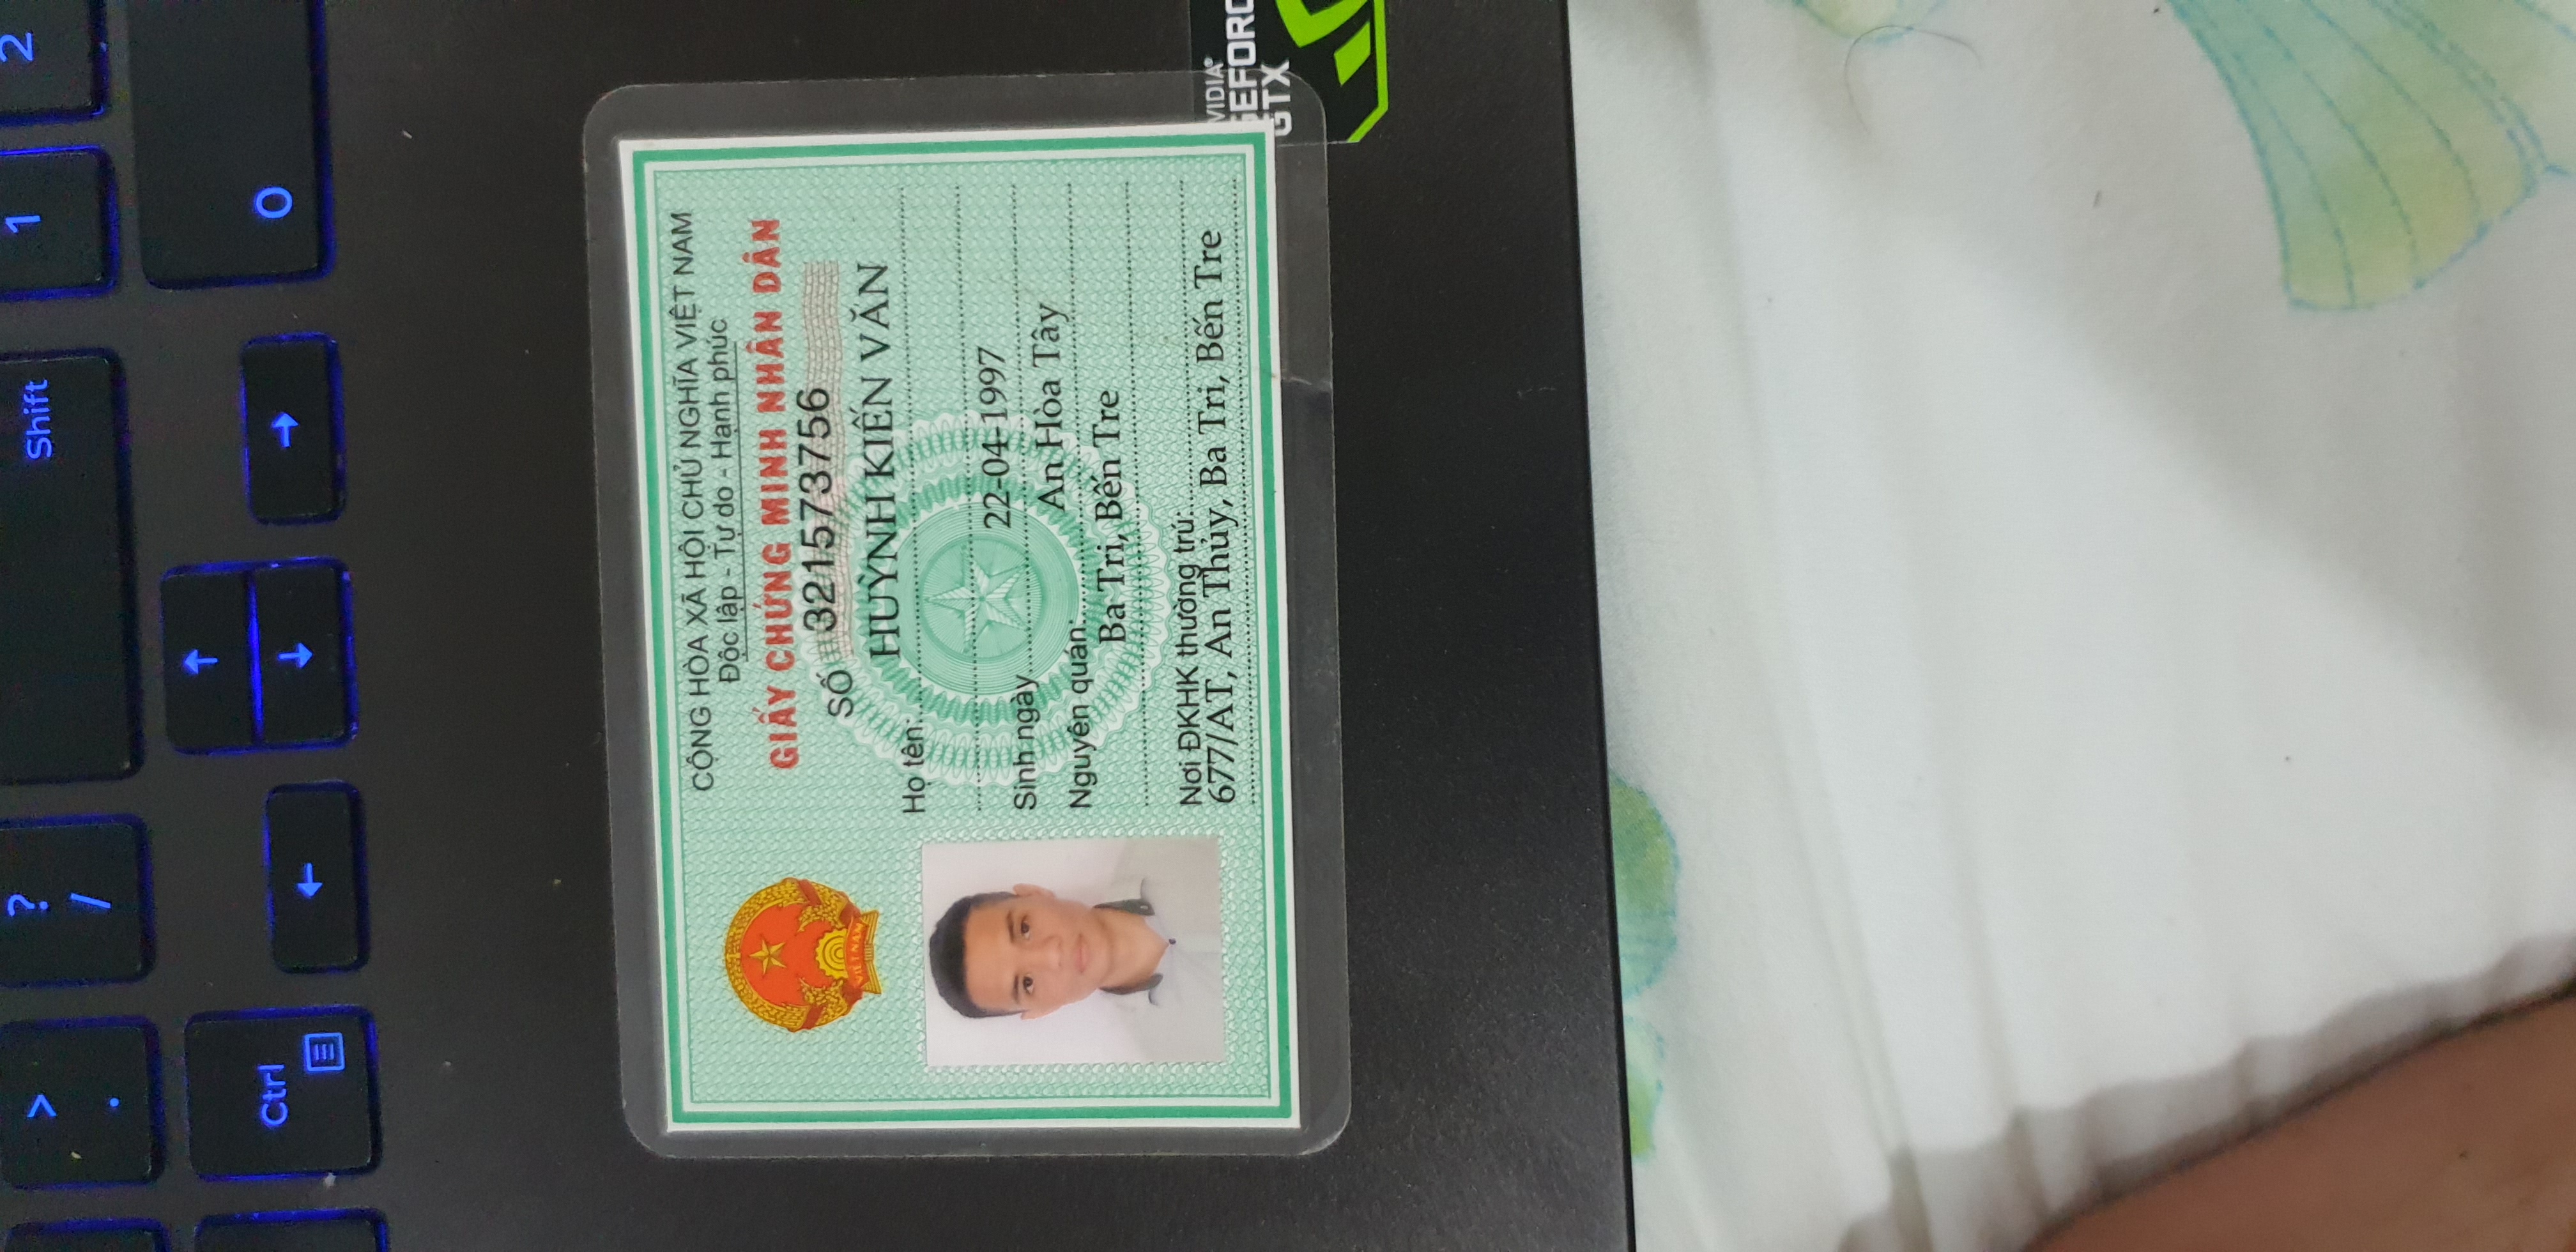 > ? Shift 1 2
. /
Ctrl ↑ 0
← ↓ →
CỘNG HÒA XÃ HỘI CHỦ NGHĨA VIỆT NAM
Độc lập - Tự do - Hạnh phúc
GIẤY CHỨNG MINH NHÂN DÂN
SỐ 321573756
VIET NAM
Họ tên: HUỲNH KIẾN VĂN
Sinh ngày 22-04-1997
Nguyên quán: An Hòa Tây
Ba Tri, Bến Tre
Nơi ĐKHK thường trú:
677/AT, An Thủy, Ba Tri, Bến Tre
VIDIA
GEFORC
GTX